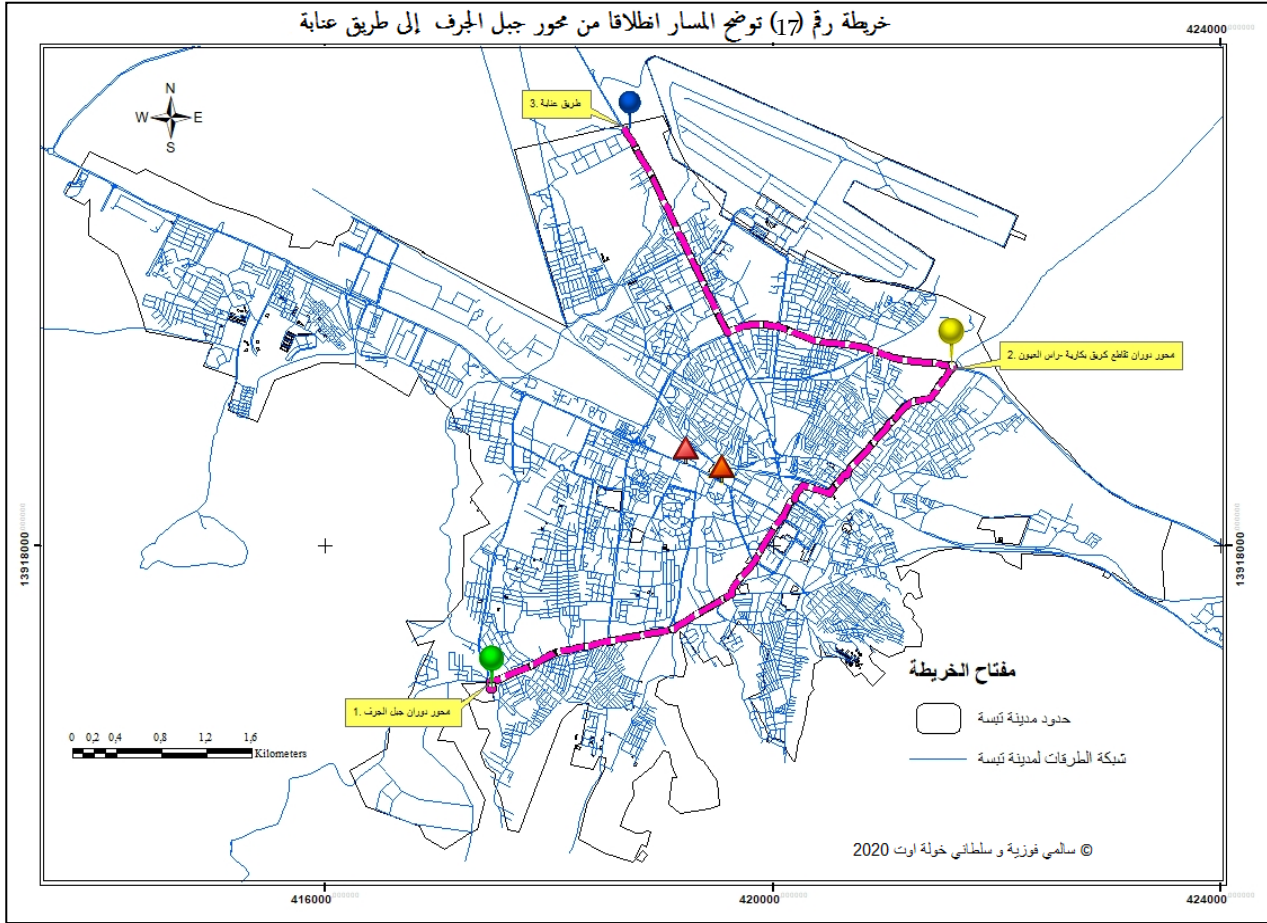 خريطة رقم (17) توضح المسار انطلاقا من محور جبل الجرف إلى طريق عنابة
424000
N
W E
S
3. طريق عنابة
2. محور دوران تقاطع كريق بكارية -راس العيون
13918000
13918000
1. محور دوران جبل الجرف
مفتاح الخريطة
حدود مدينة تبسة
شبكة الطرقات لمدينة تبسة
0 0,2 0,4 0,8 1,2 1,6
Kilometers
© سالمي فوزية و سلطاني خولة اوت 2020
416000
420000
424000